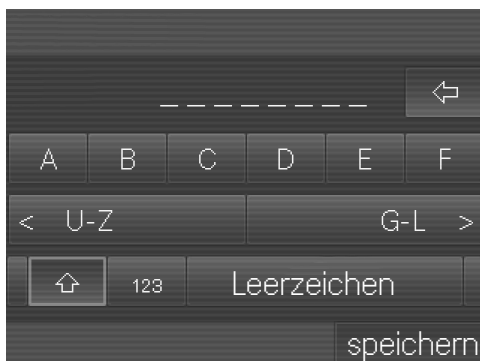 _ _ _ _ _ _ _ _
A B C D E F
< U-Z G-L >
123 Leerzeichen
speichern